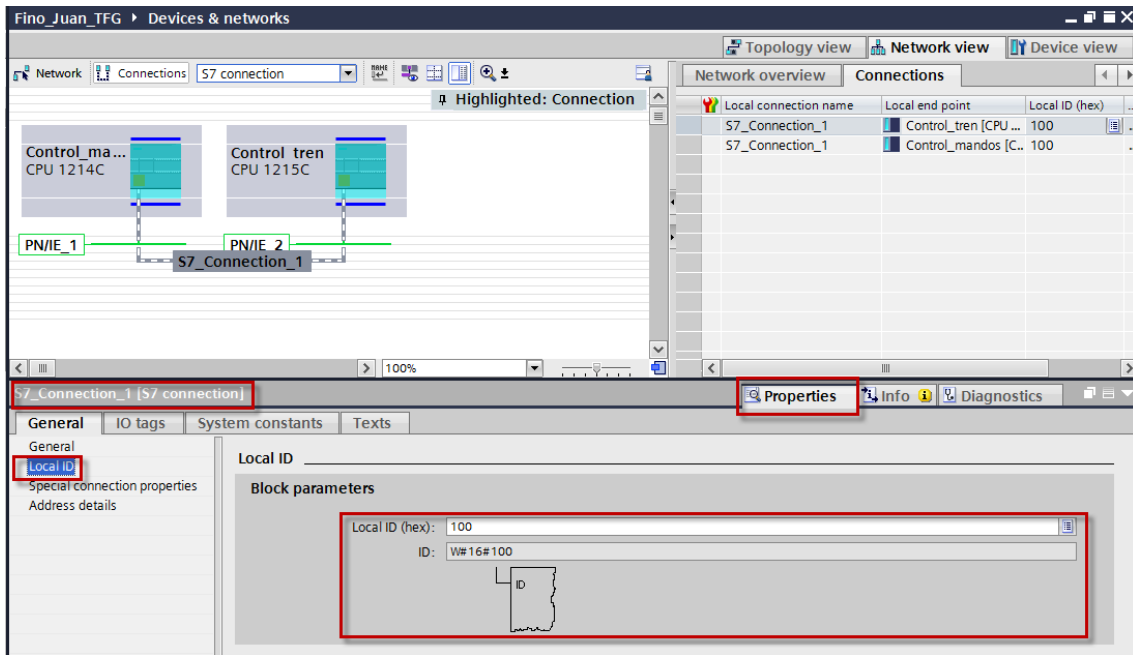 Fino_Juan_TFG ▸ Devices & networks
Topology view Network view Device view
Network Connections S7 connection
Network overview Connections
Highlighted: Connection
Local connection name Local end point Local ID (hex) ..
S7_Connection_1 Control_tren [CPU ... 100
S7_Connection_1 Control_mandos [C.. 100
Control_ma...
CPU 1214C
Control tren
CPU 1215C
PN/IE_1
PN/IE_2
S7_Connection_1
100%
S7_Connection_1 [S7 connection]
Properties Info Diagnostics
General IO tags System constants Texts
General
Local ID
Special connection properties
Address details
Local ID
Block parameters
Local ID (hex): 100
ID: W#16#100
ID